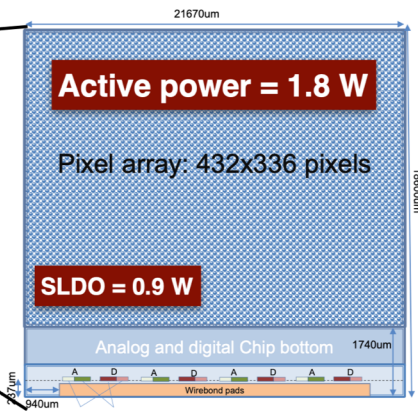 21670um
Active power = 1.8 W
Pixel array: 432x336 pixels
SLDO = 0.9 W
Analog and digital Chip bottom
1740um
A D A D A D A D
Wirebond pads
940um